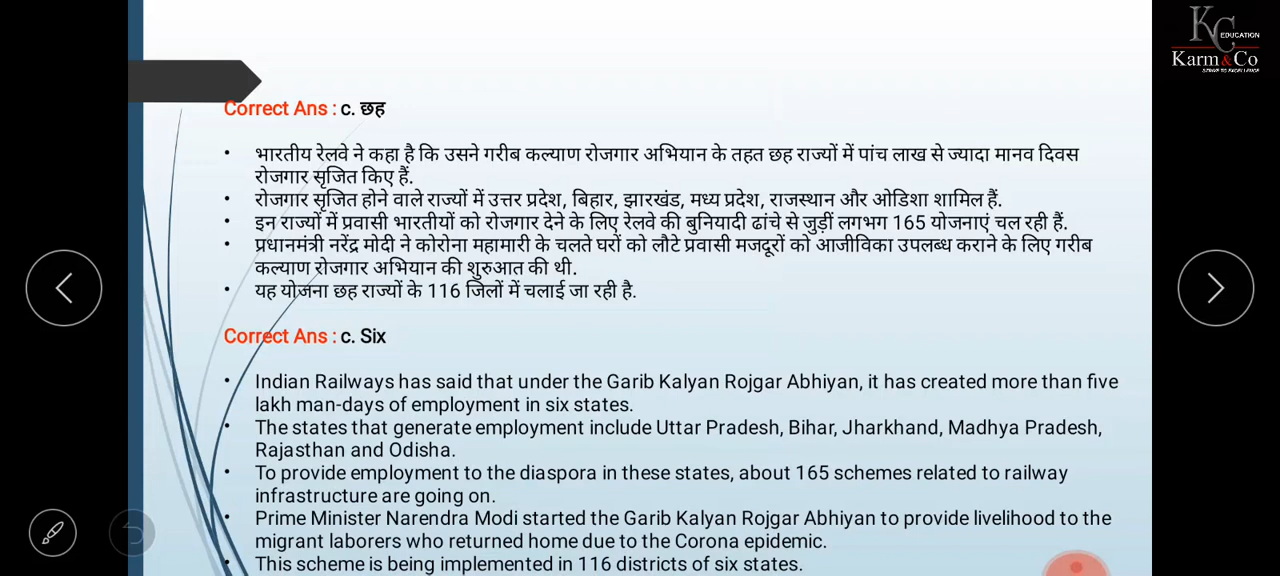 KC EDUCATION
Karm&Co
STRIVE TO EXCELLENCE
Correct Ans : c. छह
• भारतीय रेलवे ने कहा है कि उसने गरीब कल्याण रोजगार अभियान के तहत छह राज्यों में पांच लाख से ज्यादा मानव दिवस
रोजगार सृजित किए हैं.
• रोजगार सृजित होने वाले राज्यों में उत्तर प्रदेश, बिहार, झारखंड, मध्य प्रदेश, राजस्थान और ओडिशा शामिल हैं.
• इन राज्यों में प्रवासी भारतीयों को रोजगार देने के लिए रेलवे की बुनियादी ढांचे से जुड़ीं लगभग 165 योजनाएं चल रही हैं.
• प्रधानमंत्री नरेंद्र मोदी ने कोरोना महामारी के चलते घरों को लौटे प्रवासी मजदूरों को आजीविका उपलब्ध कराने के लिए गरीब
कल्याण रोजगार अभियान की शुरुआत की थी.
• यह योजना छह राज्यों के 116 जिलों में चलाई जा रही है.
Correct Ans : c. Six
• Indian Railways has said that under the Garib Kalyan Rojgar Abhiyan, it has created more than five
lakh man-days of employment in six states.
• The states that generate employment include Uttar Pradesh, Bihar, Jharkhand, Madhya Pradesh,
Rajasthan and Odisha.
• To provide employment to the diaspora in these states, about 165 schemes related to railway
infrastructure are going on.
• Prime Minister Narendra Modi started the Garib Kalyan Rojgar Abhiyan to provide livelihood to the
migrant laborers who returned home due to the Corona epidemic.
• This scheme is being implemented in 116 districts of six states.